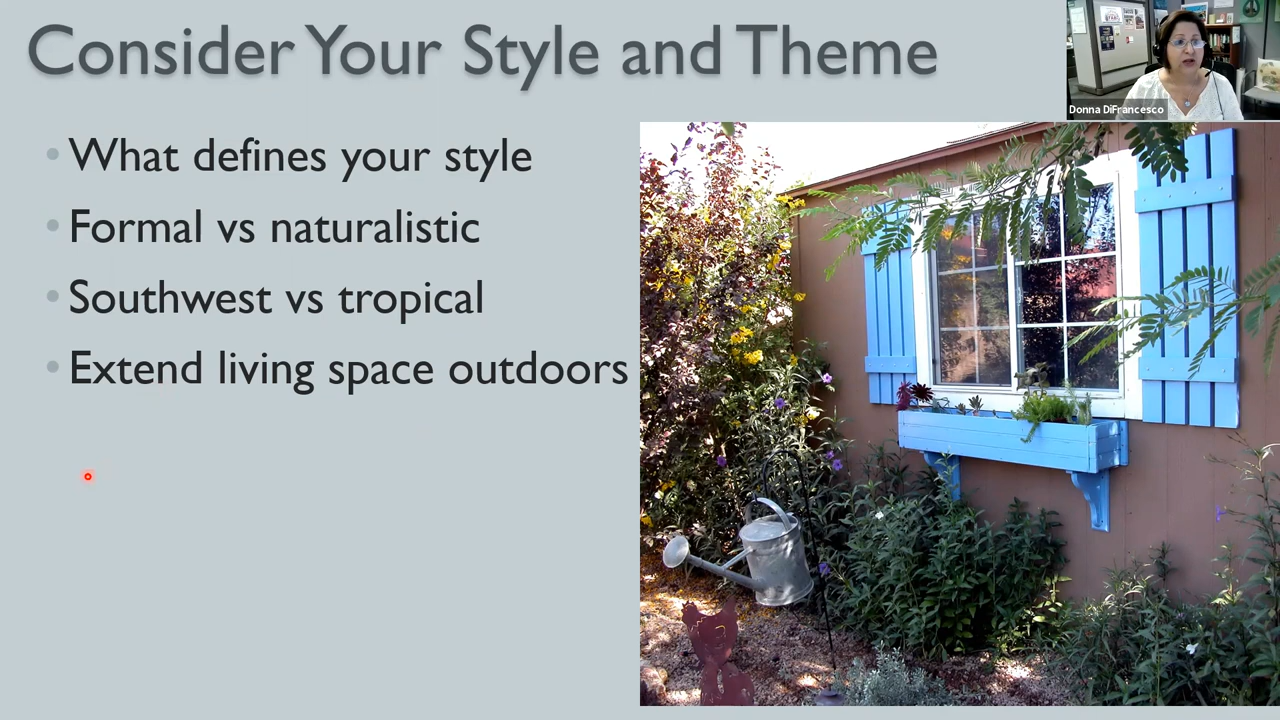 Consider Your Style and Theme
Donna DiFrancesco
• What defines your style
• Formal vs naturalistic
• Southwest vs tropical
• Extend living space outdoors